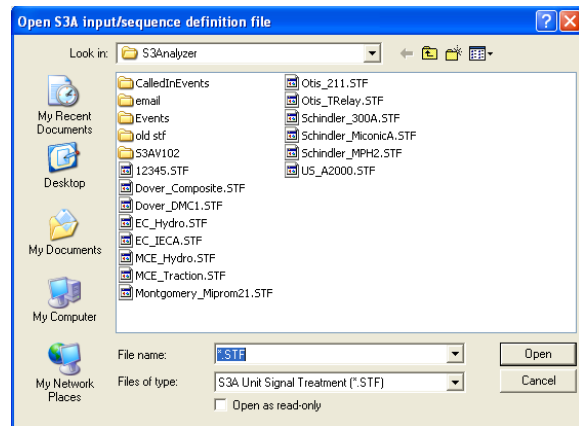 Open S3A input/sequence definition file
Look in: S3Analyzer
My Recent
Documents
Desktop
My Documents
My Computer
My Network
Places
CalledInEvents
email
Events
old stf
S3AV102
12345.STF
Dover_Composite.STF
Dover_DMC1.STF
EC_Hydro.STF
EC_IECA.STF
MCE_Hydro.STF
MCE_Traction.STF
Montgomery_Miprom21.STF
Otis_211.STF
Otis_TRelay.STF
Schindler_300A.STF
Schindler_MiconicA.STF
Schindler_MPH2.STF
US_A2000.STF
File name: *.STF Open
Files of type: S3A Unit Signal Treatment (*.STF) Cancel
Open as read-only